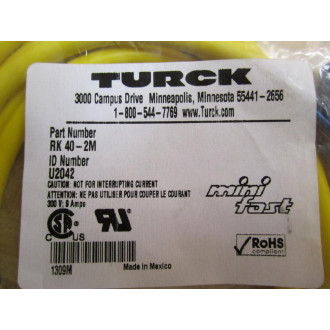 TURCK
3000 Campus Drive Minneapolis, Minnesota 55441-2656
1-800-544-7769 www.Turck.com
Part Number
RK 40-2M
ID Number
U2042
CAUTION: NOT FOR INTERRUPTING CURRENT
ATTENTION: NE PAS UTILISER POUR COUPER LE COURANT
300 V: 9 Amps
mini
fast
RoHS
compliant
1309M
Made in Mexico